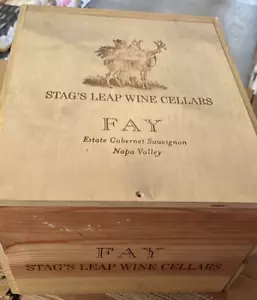 STAG'S LEAP WINE CELLARS
FAY
Estate Cabernet Sauvignon
Napa Valley
FAY
STAG'S LEAP WINE CELLARS